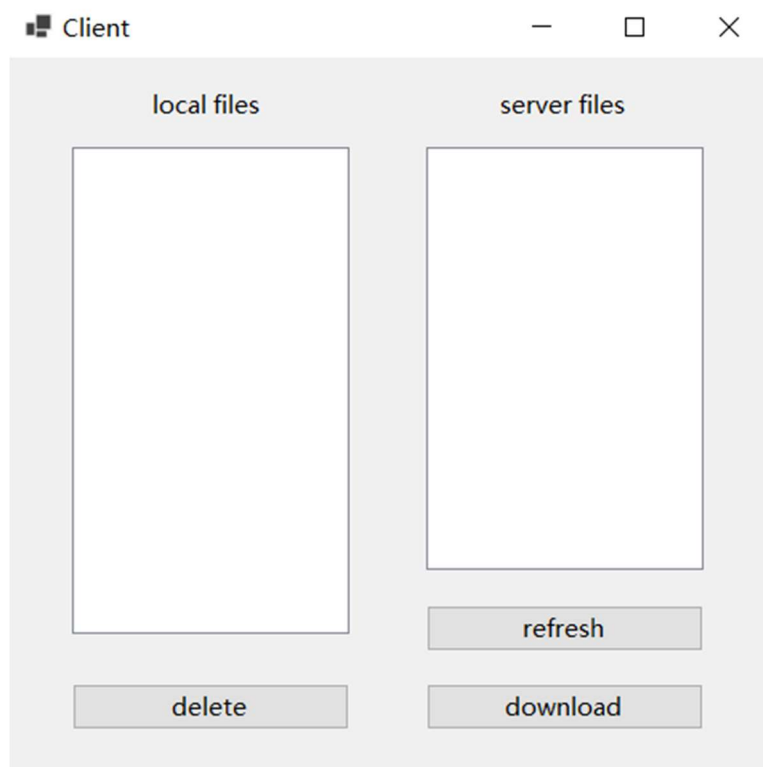 Client
local files
server files
refresh
delete
download